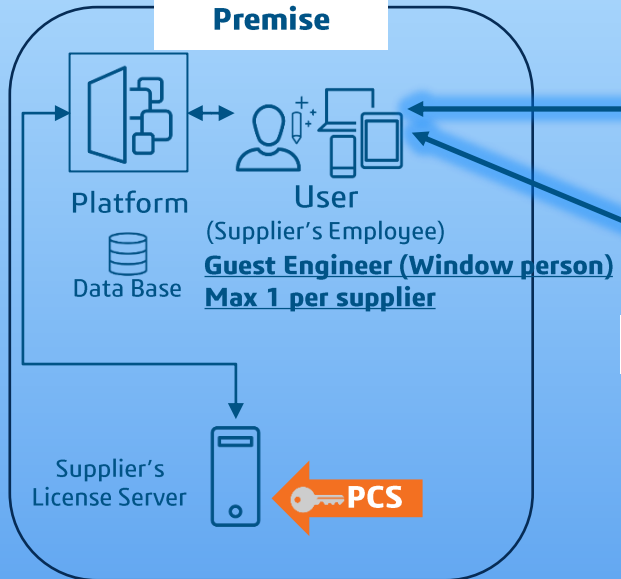 Premise
Platform
Data Base
User
(Supplier's Employee)
Guest Engineer (Window person)
Max 1 per supplier
Supplier's
License Server
PCS